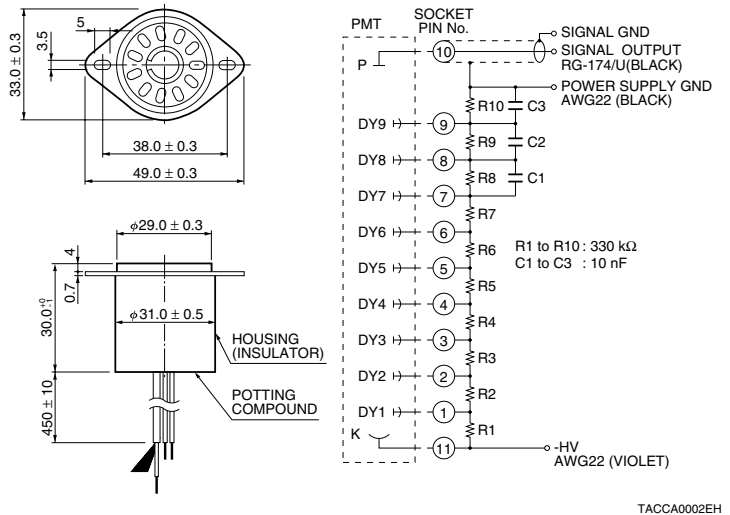 5
3.5
33.0 ± 0.3
38.0 ± 0.3
49.0 ± 0.3
φ29.0 ± 0.3
4
0.7
30.0 +0 -1
φ31.0 ± 0.5
HOUSING
(INSULATOR)
450 ± 10
POTTING
COMPOUND
PMT
SOCKET
PIN No.
SIGNAL GND
P
10
SIGNAL OUTPUT
RG-174/U(BLACK)
POWER SUPPLY GND
AWG22 (BLACK)
R10
C3
DY9
9
R9
C2
DY8
8
R8
C1
DY7
7
R7
DY6
6
R6
R1 to R10 : 330 kΩ
C1 to C3 : 10 nF
DY5
5
R5
DY4
4
R4
DY3
3
R3
DY2
2
R2
DY1
1
R1
K
11
-HV
AWG22 (VIOLET)
TACCA0002EH